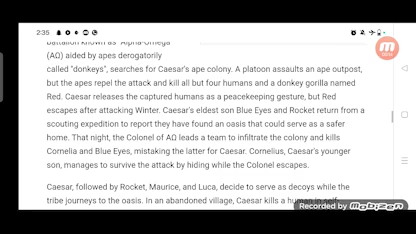 2:35
battalion known as "Alpha-Omega"
(AΩ) aided by apes derogatorily
called "donkeys", searches for Caesar's ape colony. A platoon assaults an ape outpost,
but the apes repel the attack and kill all but four humans and a donkey gorilla named
Red. Caesar releases the captured humans as a peacekeeping gesture, but Red
escapes after attacking Winter. Caesar's eldest son Blue Eyes and Rocket return from a
scouting expedition to report they have found an oasis that could serve as a safer
home. That night, the Colonel of AΩ leads a team to infiltrate the colony and kills
Cornelia and Blue Eyes, mistaking the latter for Caesar. Cornelius, Caesar's younger
son, manages to survive the attack by hiding while the Colonel escapes.
Caesar, followed by Rocket, Maurice, and Luca, decide to serve as decoys while the
tribe journeys to the oasis. In an abandoned village, Caesar kills a human in self-
Recorded by MOBIZEN